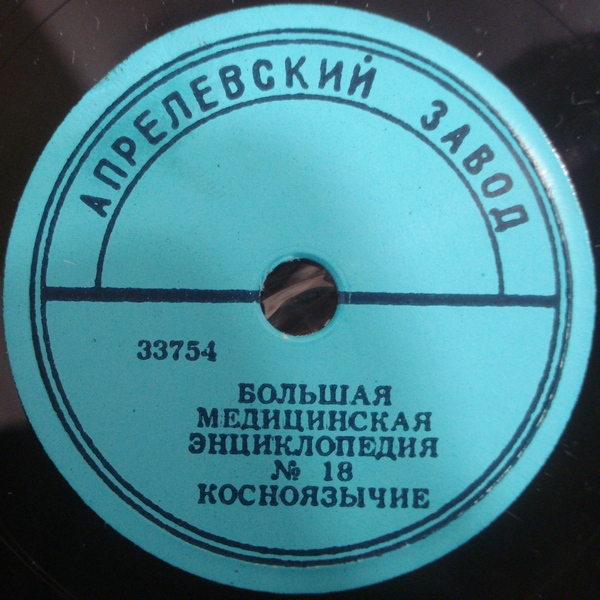 АПРЕЛЕВСКИЙ ЗАВОД
33754
БОЛЬШАЯ
МЕДИЦИНСКАЯ
ЭНЦИКЛОПЕДИЯ
№ 18
КОСНОЯЗЫЧИЕ